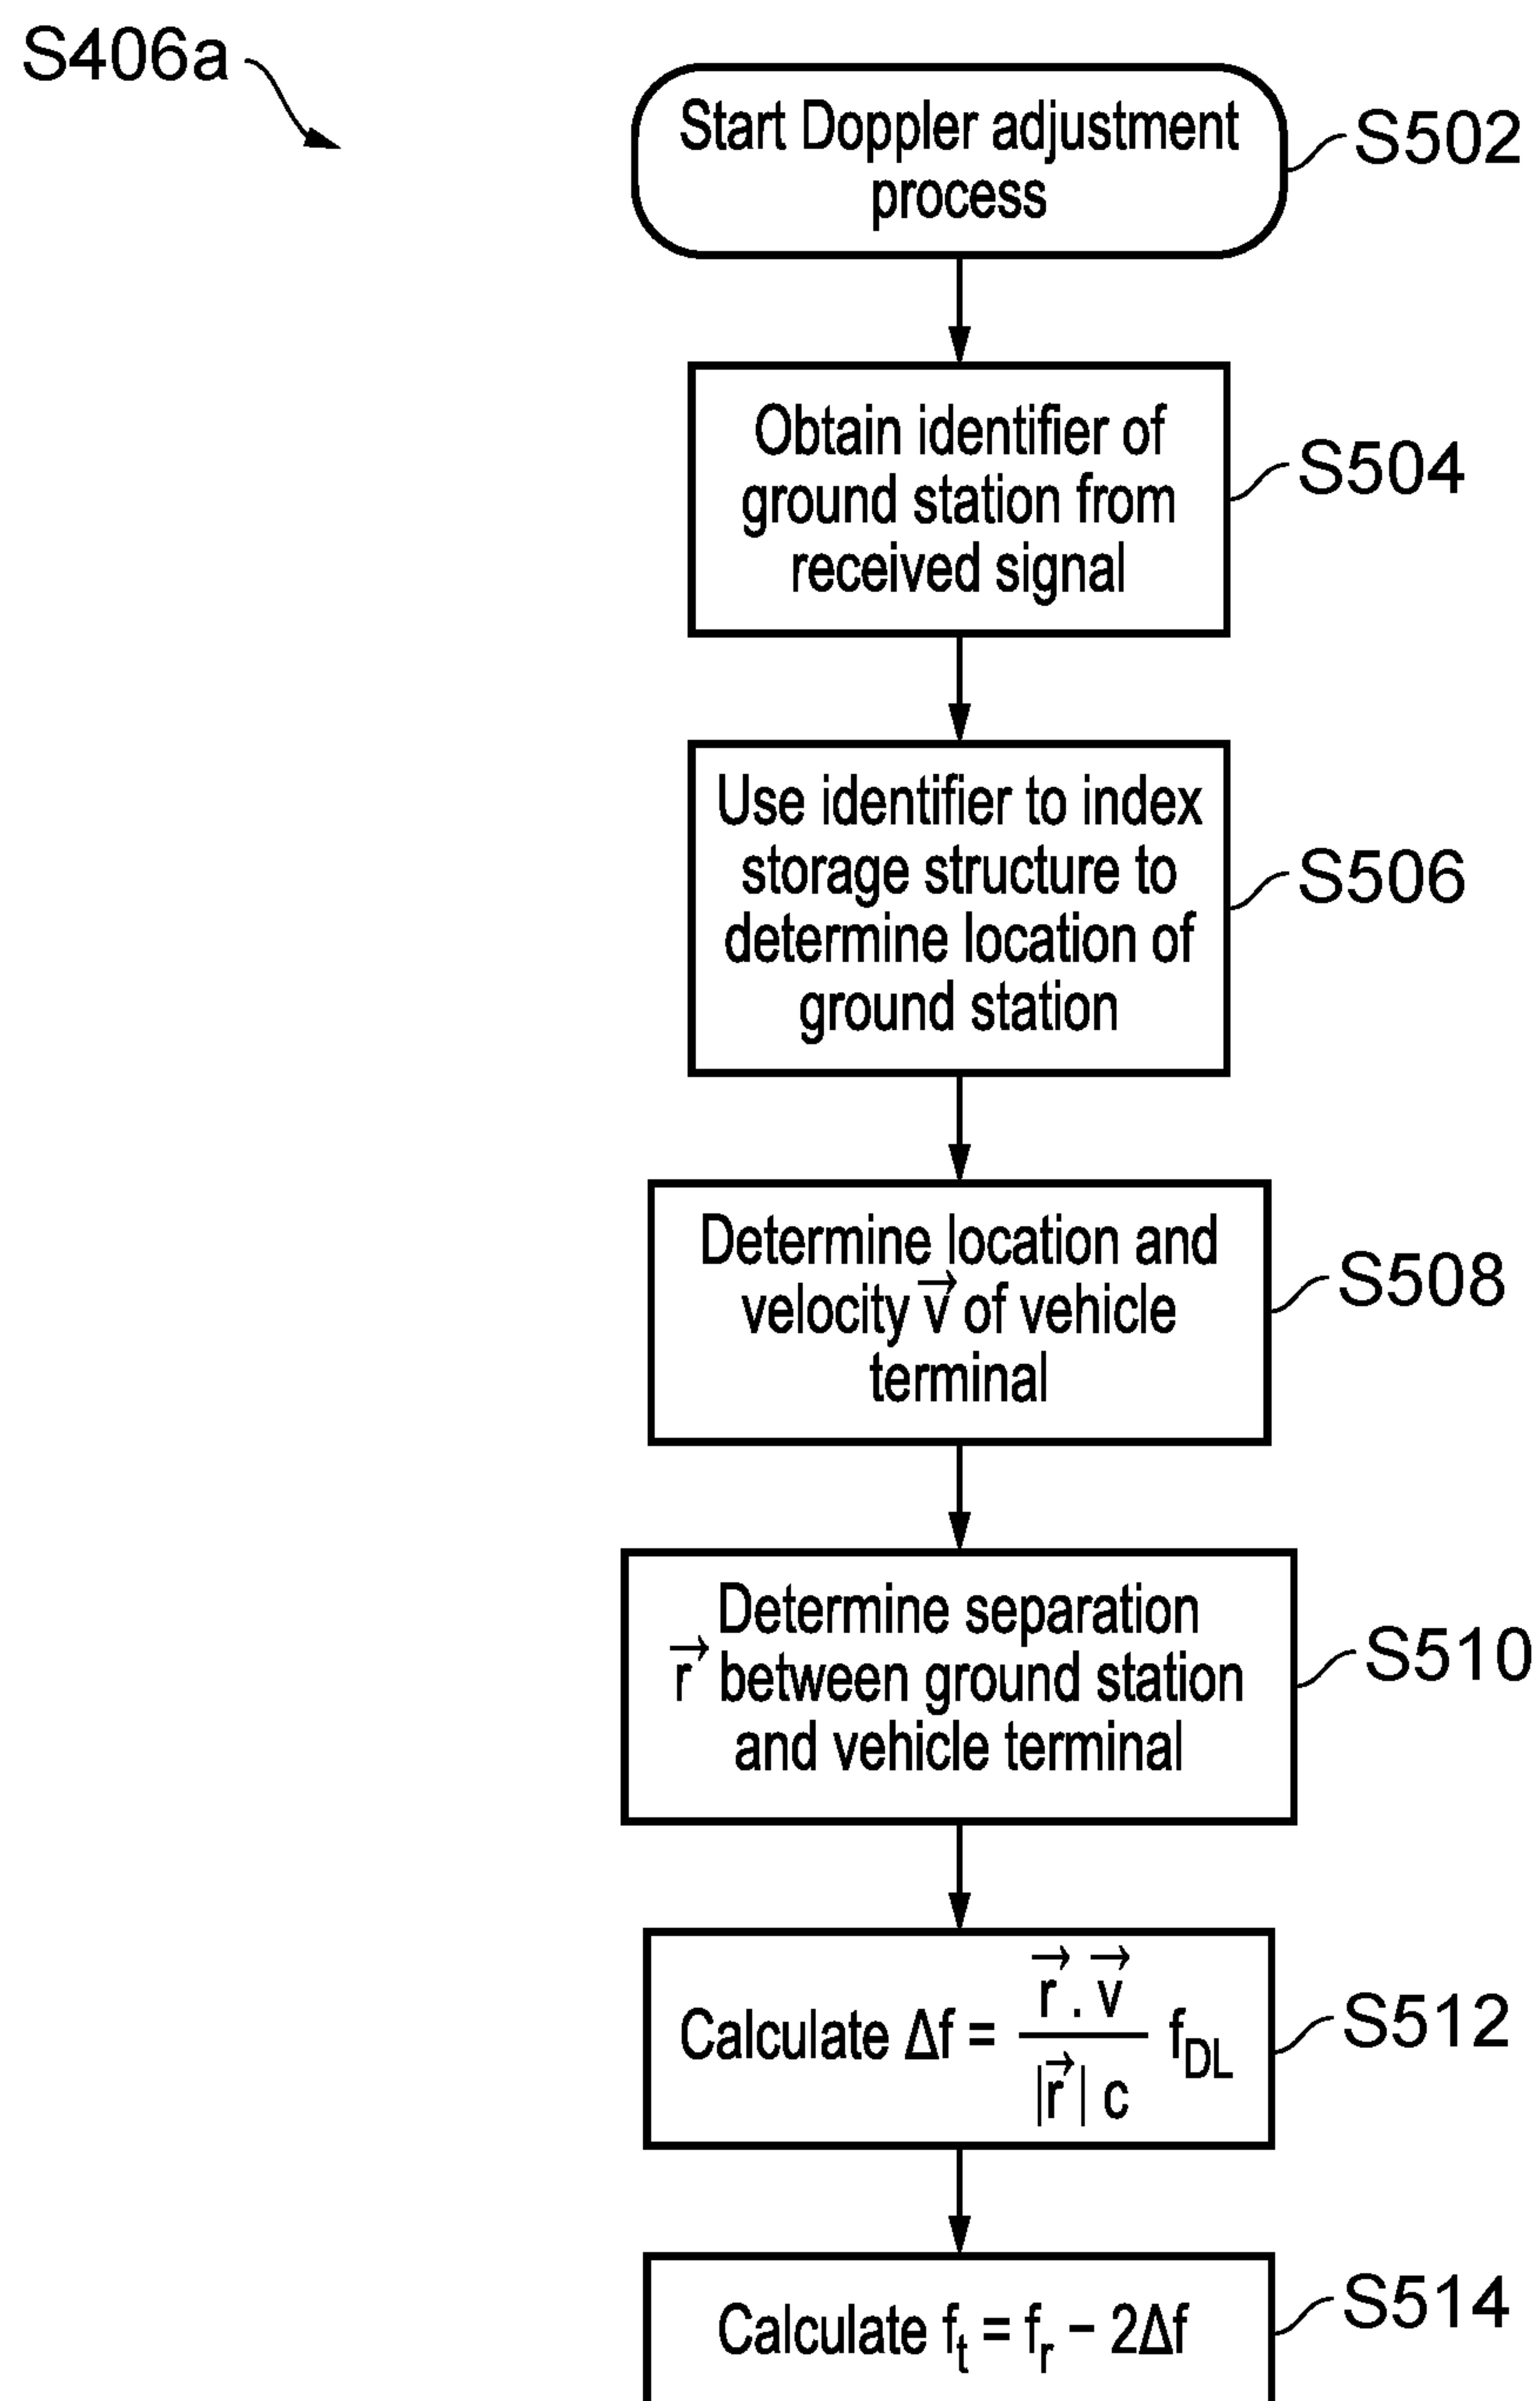 S406a
Start Doppler adjustment
process
S502
Obtain identifier of
ground station from
received signal
S504
Use identifier to index
storage structure to
determine location of
ground station
S506
Determine location and
velocity v⃗ of vehicle
terminal
S508
Determine separation
r⃗ between ground station
and vehicle terminal
S510
Calculate Δf = (r⃗ . v⃗ / |r⃗| c) f_DL
S512
Calculate f_t = f_r − 2Δf
S514